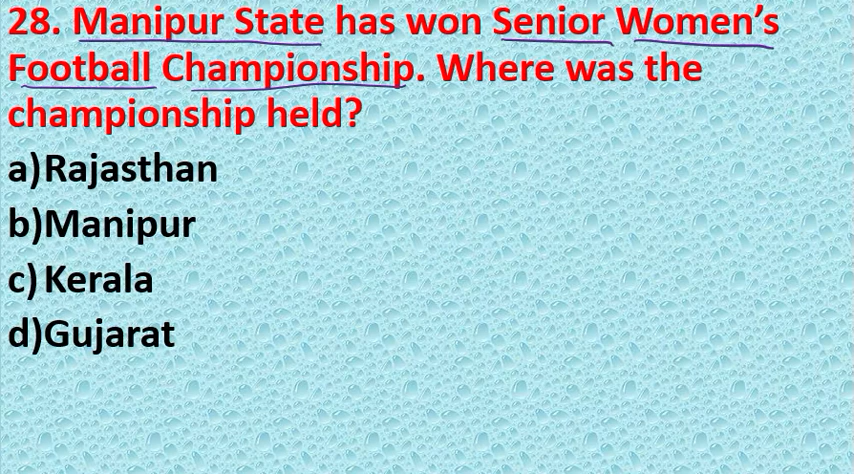 28. Manipur State has won Senior Women's
Football Championship. Where was the
championship held?
a)Rajasthan
b)Manipur
c) Kerala
d)Gujarat